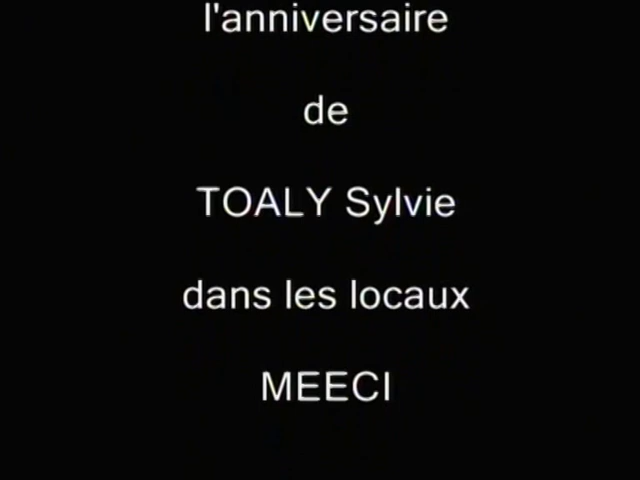 l'anniversaire
de
TOALY Sylvie
dans les locaux
MEECI